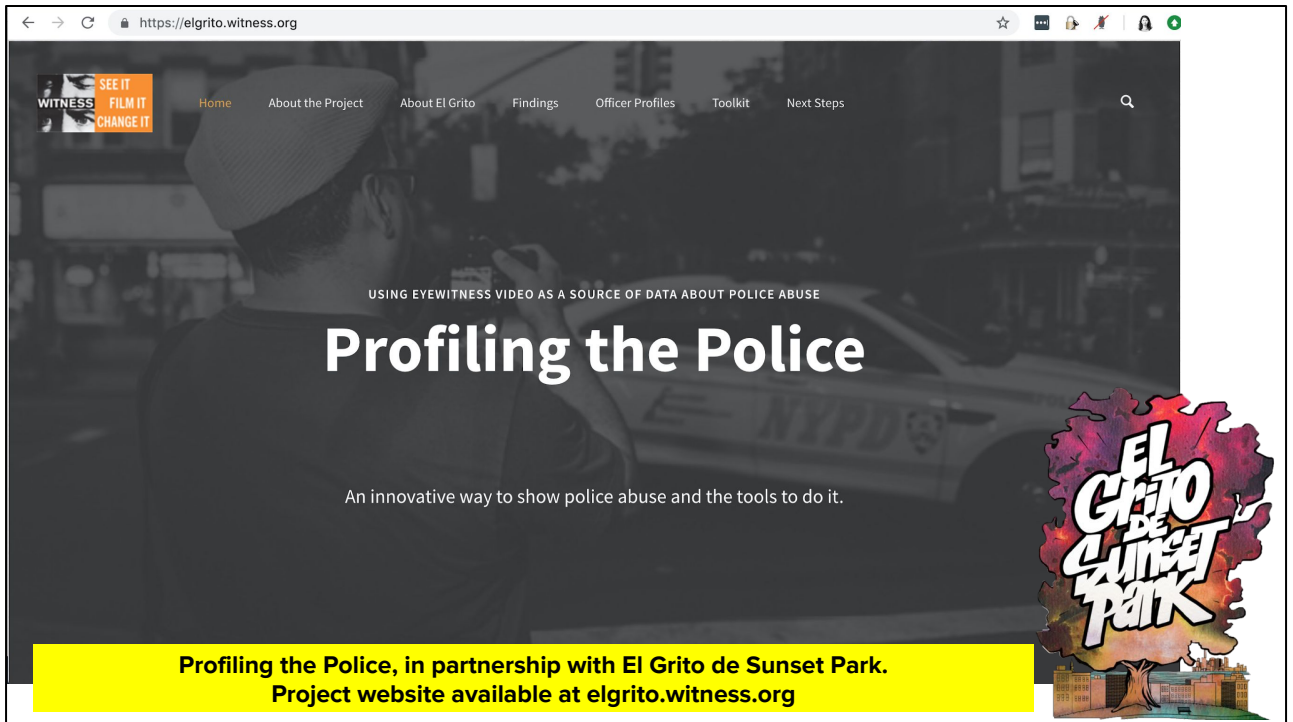 https://elgrito.witness.org
SEE IT
WITNESS FILM IT
CHANGE IT
Home About the Project About El Grito Findings Officer Profiles Toolkit Next Steps
USING EYEWITNESS VIDEO AS A SOURCE OF DATA ABOUT POLICE ABUSE
Profiling the Police
NYPD
An innovative way to show police abuse and the tools to do it.
EL
GRITO
DE
SUNSET
PARK
Profiling the Police, in partnership with El Grito de Sunset Park.
Project website available at elgrito.witness.org